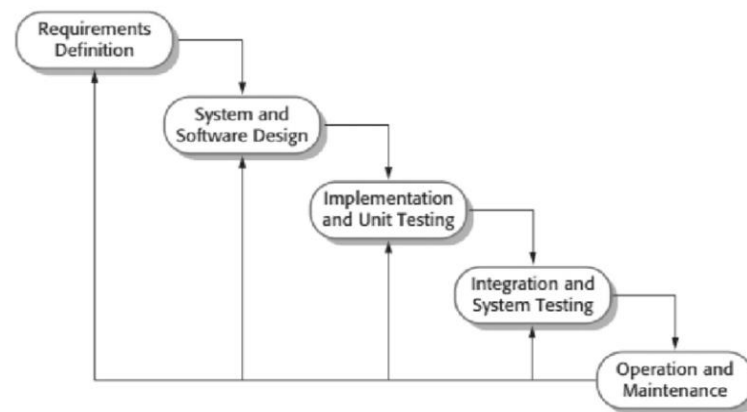 Requirements
Definition
System and
Software Design
Implementation
and Unit Testing
Integration and
System Testing
Operation and
Maintenance